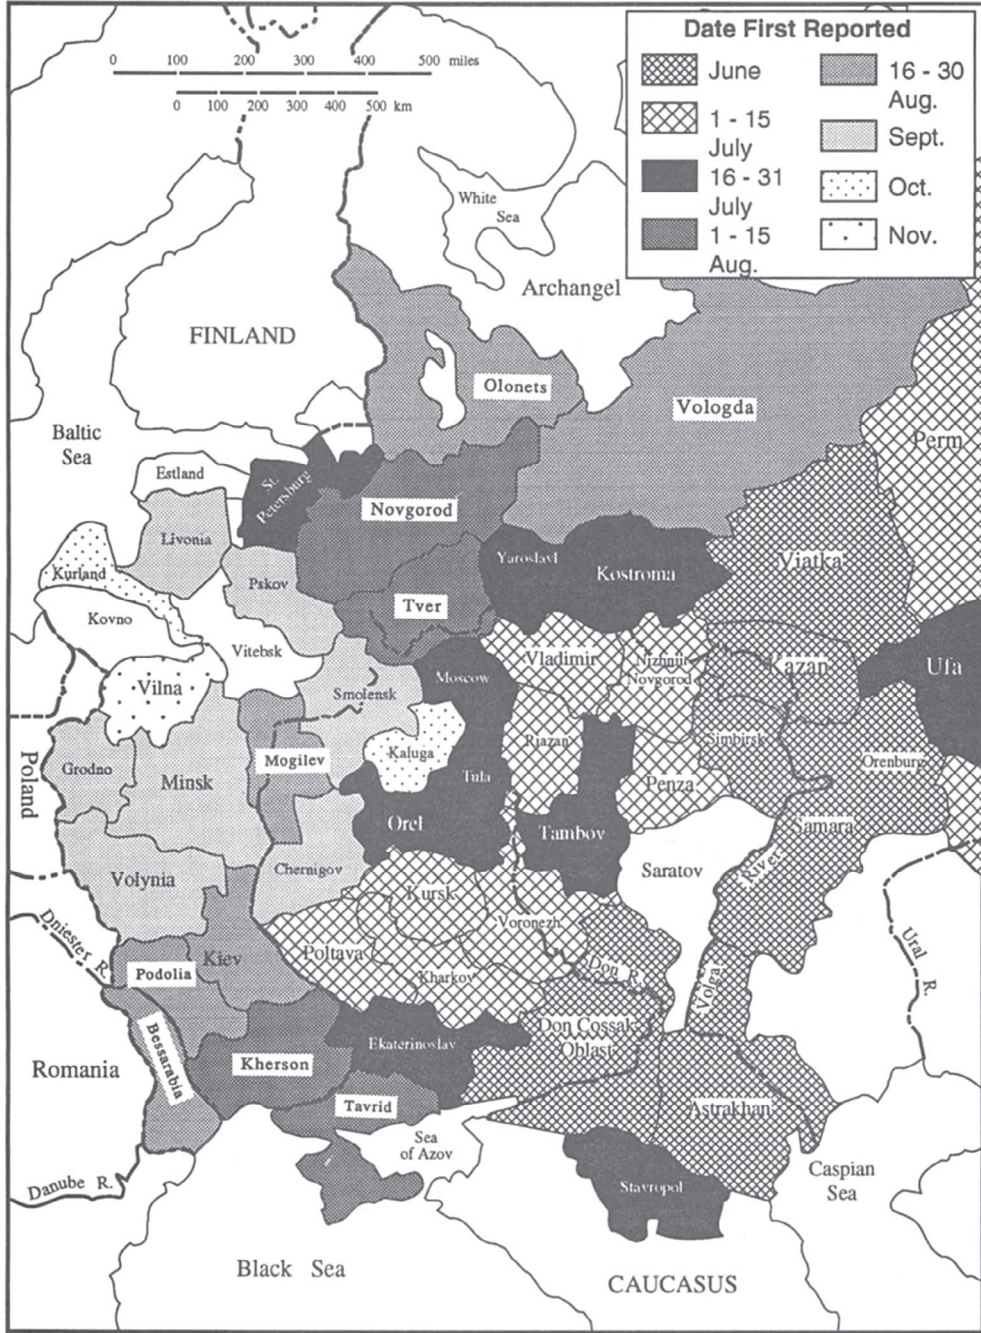 Date First Reported
June
1 - 15
July
16 - 31
July
1 - 15
Aug.
16 - 30
Aug.
Sept.
Oct.
Nov.
0 100 200 300 400 500 miles
0 100 200 300 400 500 km
White
Sea
Archangel
FINLAND
Olonets
Vologda
Perm
Baltic
Sea
Estland
St.
Petersburg
Novgorod
Livonia
Yaroslavl
Kostroma
Viatka
Kurland
Pskov
Tver
Kovno
Vitebsk
Vladimir
Nizhnii
Novgorod
Kazan
Ufa
Vilna
Smolensk
Moscow
Riazan
Simbirsk
Orenburg
Poland
Grodno
Minsk
Mogilev
Kaluga
Tula
Penza
Orel
Tambov
Samara
Volynia
Chernigov
Saratov
River
Kursk
Voronezh
Dniester R.
Podolia
Kiev
Poltava
Kharkov
Don R.
Volga
Ural R.
Bessarabia
Romania
Kherson
Ekaterinoslav
Don Cossak
Oblast
Tavrid
Astrakhan
Sea
of Azov
Danube R.
Stavropol
Caspian
Sea
Black Sea
CAUCASUS